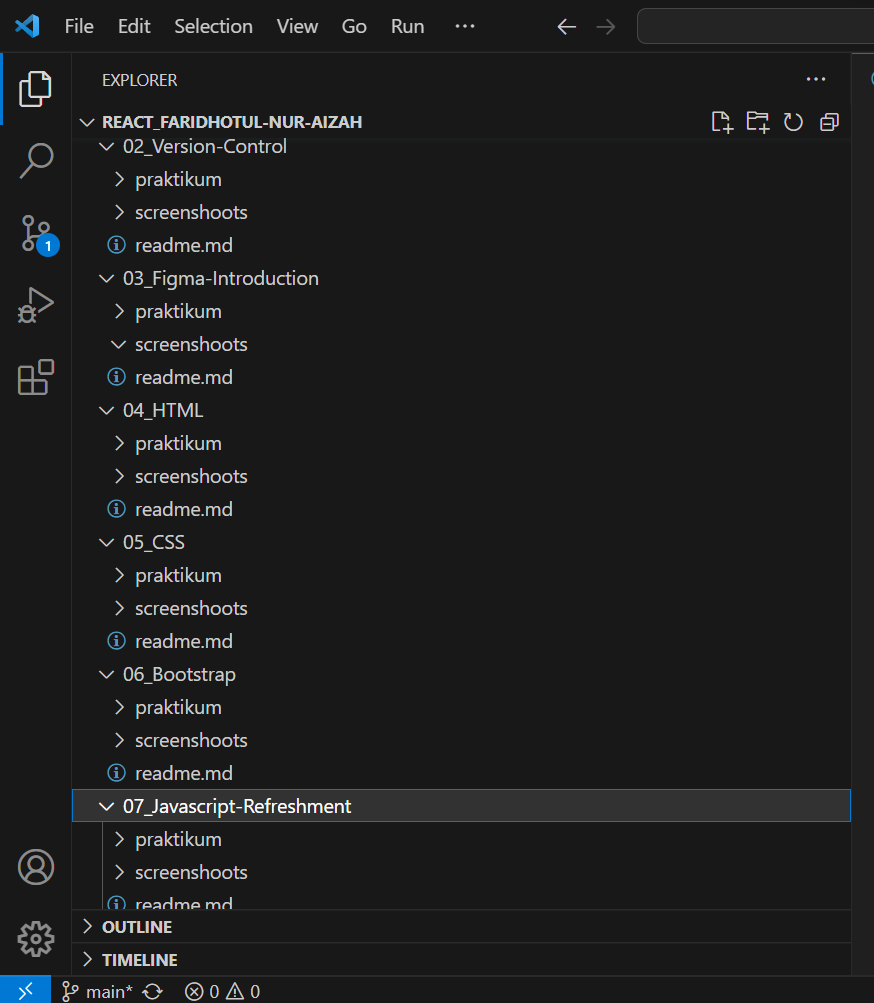 File Edit Selection View Go Run ...
EXPLORER ...
REACT_FARIDHOTUL-NUR-AIZAH
02_Version-Control
praktikum
screenshoots
readme.md
03_Figma-Introduction
praktikum
screenshoots
readme.md
04_HTML
praktikum
screenshoots
readme.md
05_CSS
praktikum
screenshoots
readme.md
06_Bootstrap
praktikum
screenshoots
readme.md
07_Javascript-Refreshment
praktikum
screenshoots
readme.md
OUTLINE
TIMELINE
1
main* 0 0